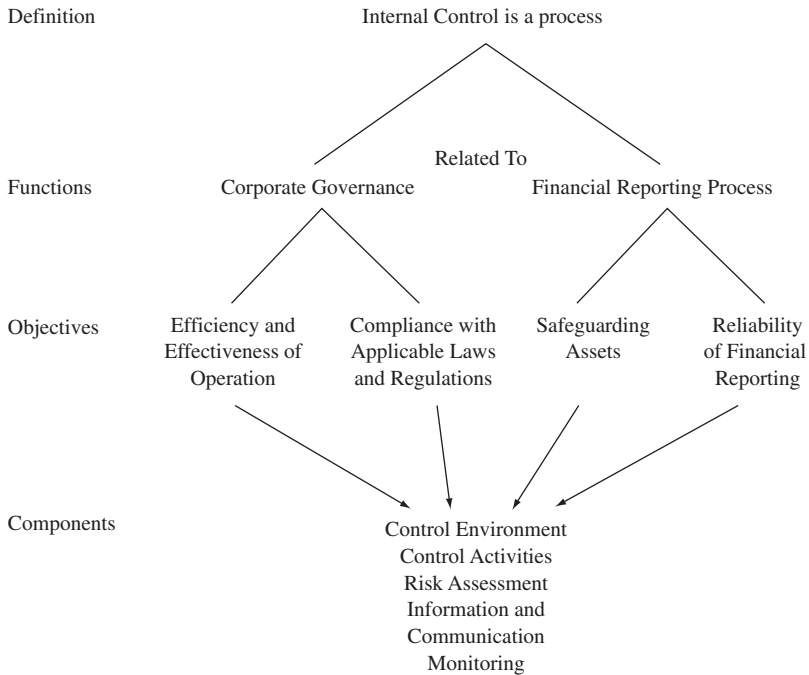 Definition
Internal Control is a process
Related To
Functions
Corporate Governance
Financial Reporting Process
Objectives
Efficiency and
Effectiveness of
Operation
Compliance with
Applicable Laws
and Regulations
Safeguarding
Assets
Reliability
of Financial
Reporting
Components
Control Environment
Control Activities
Risk Assessment
Information and
Communication
Monitoring